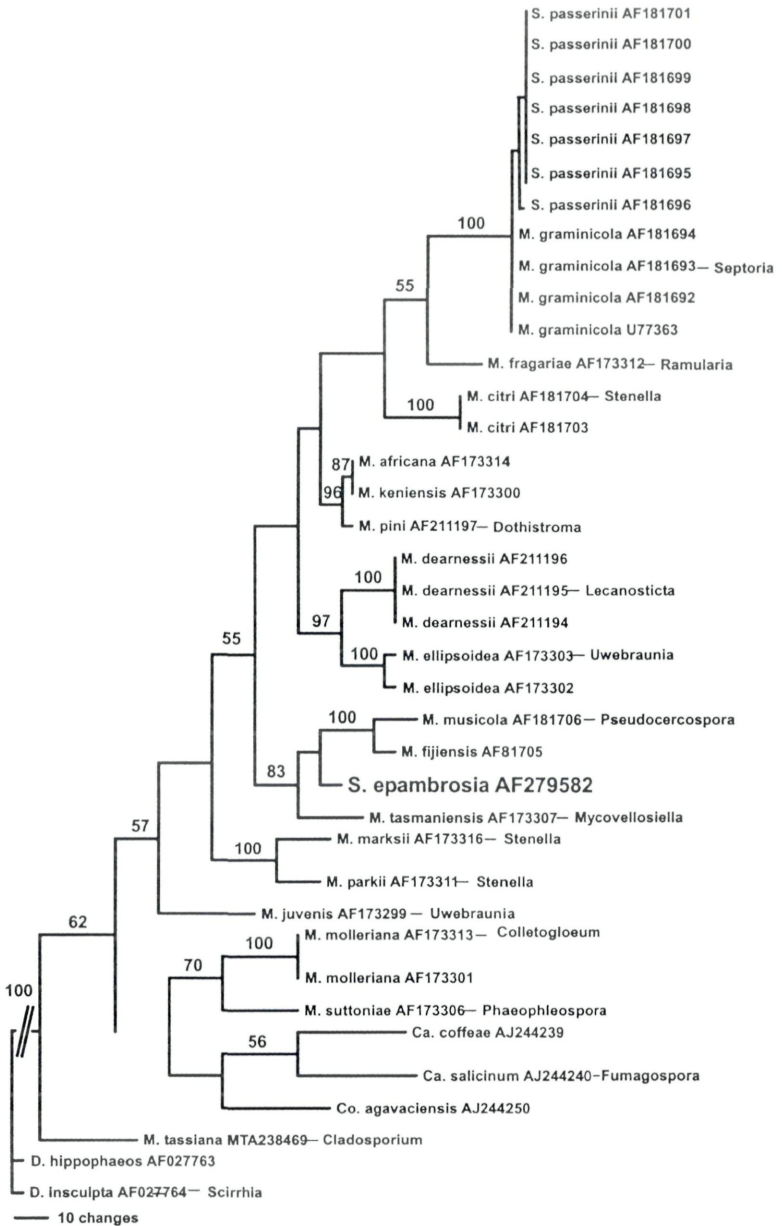 S. passerinii AF181701
S. passerinii AF181700
S. passerinii AF181699
S. passerinii AF181698
S. passerinii AF181697
S. passerinii AF181695
S. passerinii AF181696
100
M. graminicola AF181694
M. graminicola AF181693– Septoria
55
M. graminicola AF181692
M. graminicola U77363
M. fragariae AF173312– Ramularia
M. citri AF181704– Stenella
100
M. citri AF181703
87
M. africana AF173314
96
M. keniensis AF173300
M. pini AF211197– Dothistroma
M. dearnessii AF211196
100
M. dearnessii AF211195– Lecanosticta
97
M. dearnessii AF211194
55
100
M. ellipsoidea AF173303– Uwebraunia
M. ellipsoidea AF173302
100
M. musicola AF181706– Pseudocercospora
M. fijiensis AF81705
83
S. epambrosia AF279582
M. tasmaniensis AF173307– Mycovellosiella
57
M. marksii AF173316– Stenella
100
M. parkii AF173311– Stenella
M. juvenis AF173299– Uwebraunia
62
M. molleriana AF173313– Colletogloeum
100
70
M. molleriana AF173301
100
M. suttoniae AF173306– Phaeophleospora
Ca. coffeae AJ244239
56
Ca. salicinum AJ244240–Fumagospora
Co. agavaciensis AJ244250
M. tassiana MTA238469– Cladosporium
D. hippophaeos AF027763
D. insculpta AF027764– Scirrhia
10 changes